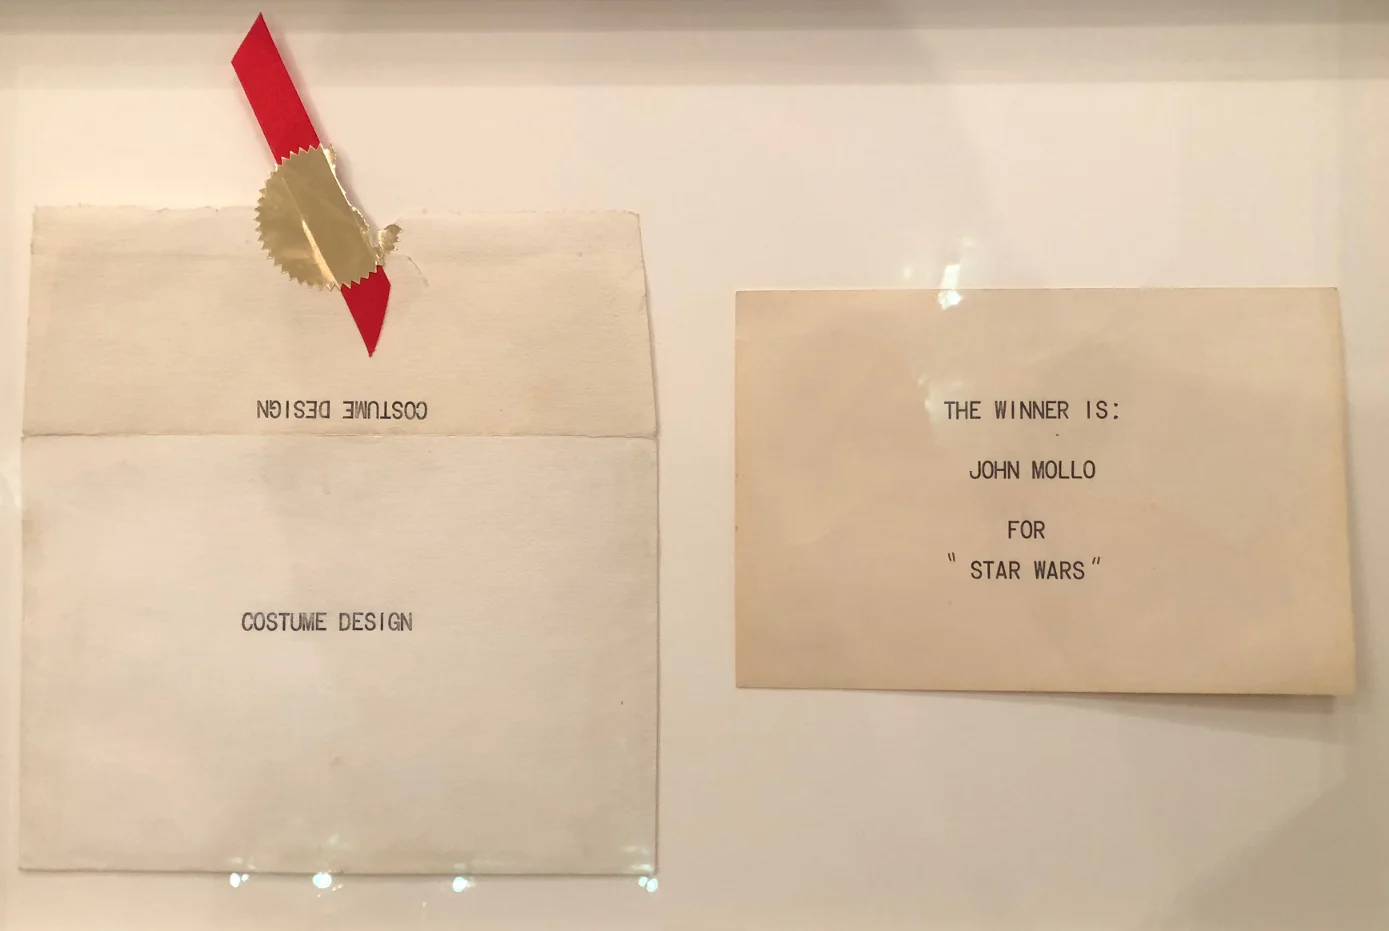 COSTUME DESIGN
COSTUME DESIGN
THE WINNER IS:
JOHN MOLLO
FOR
" STAR WARS"